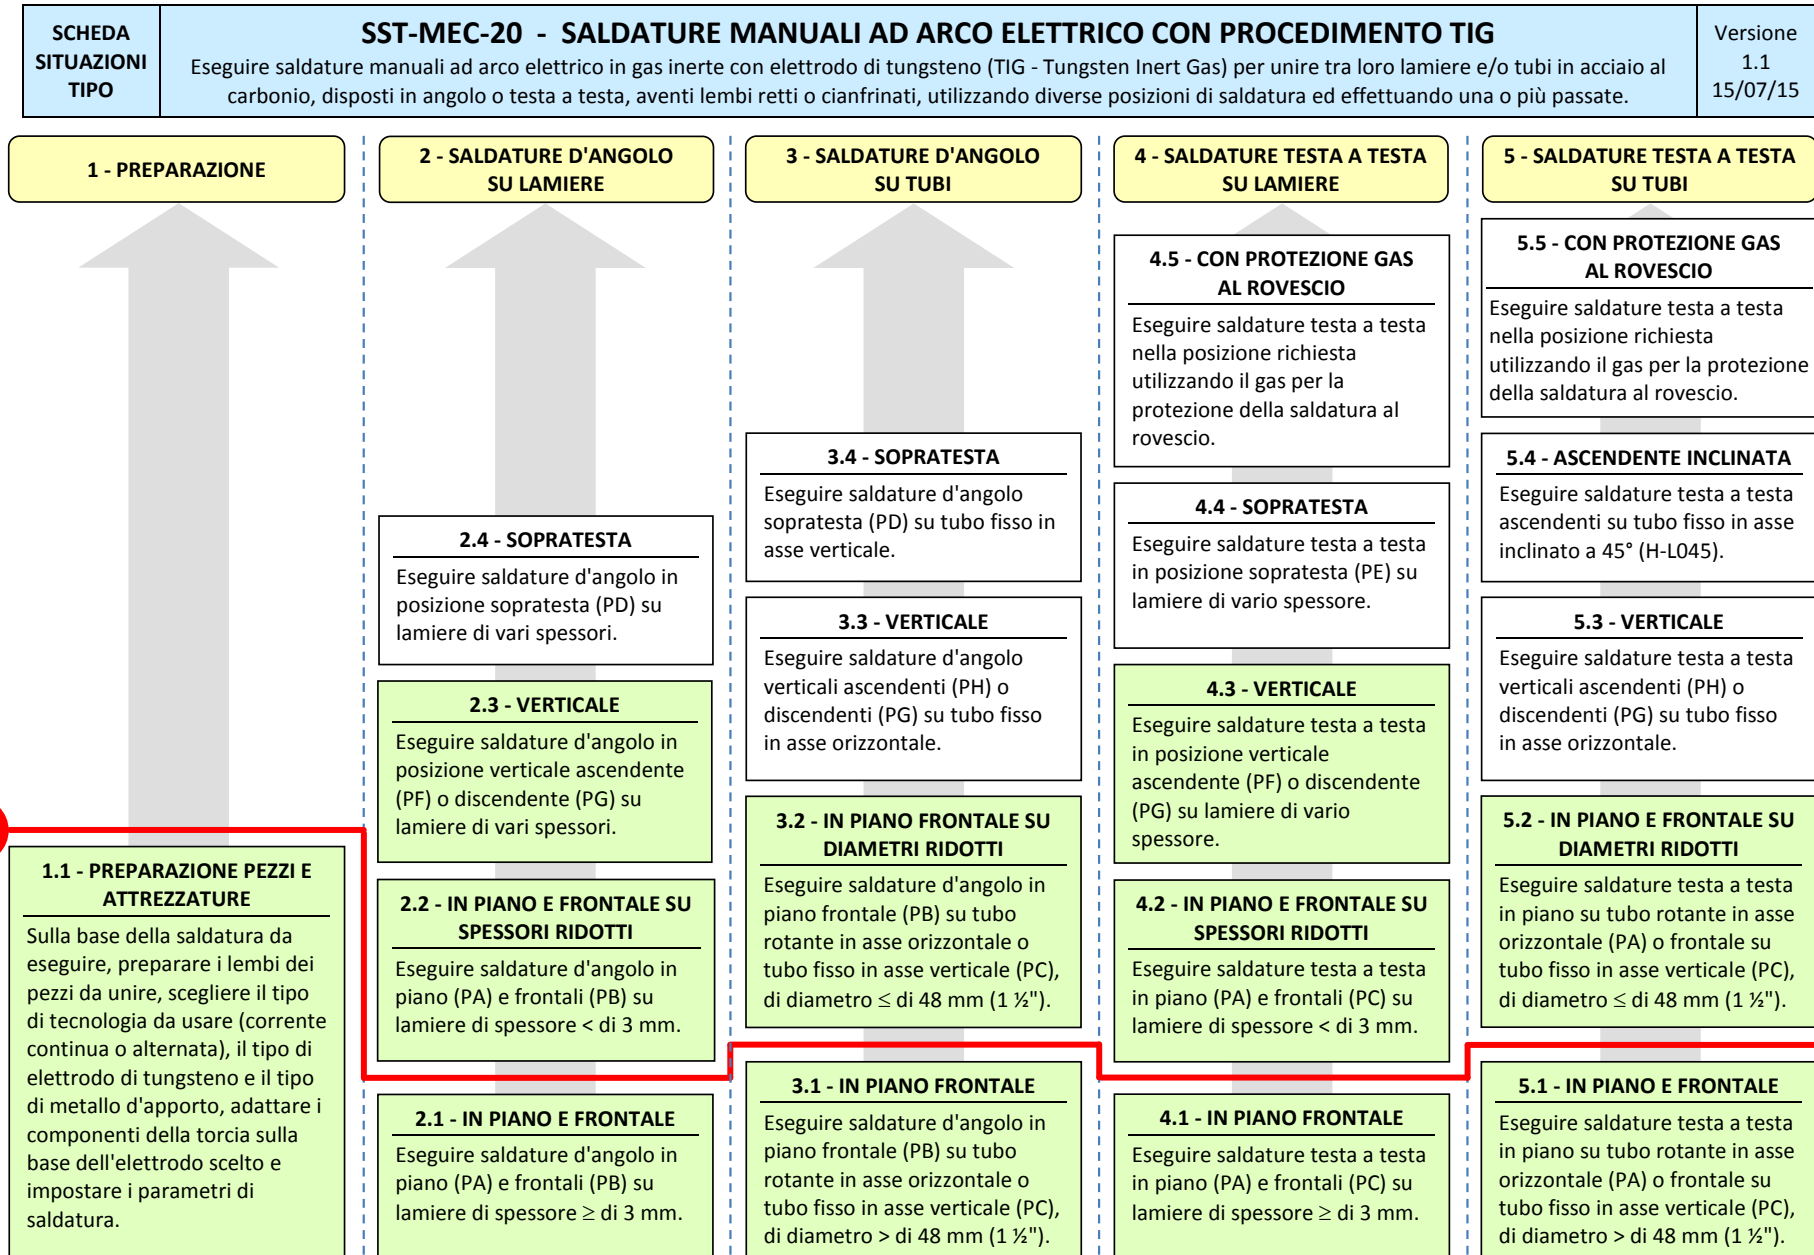 SCHEDA
SITUAZIONI
TIPO
SST-MEC-20 - SALDATURE MANUALI AD ARCO ELETTRICO CON PROCEDIMENTO TIG
Eseguire saldature manuali ad arco elettrico in gas inerte con elettrodo di tungsteno (TIG - Tungsten Inert Gas) per unire tra loro lamiere e/o tubi in acciaio al
carbonio, disposti in angolo o testa a testa, aventi lembi retti o cianfrinati, utilizzando diverse posizioni di saldatura ed effettuando una o più passate.
Versione
1.1
15/07/15
1 - PREPARAZIONE
1.1 - PREPARAZIONE PEZZI E
ATTREZZATURE
Sulla base della saldatura da
eseguire, preparare i lembi dei
pezzi da unire, scegliere il tipo
di tecnologia da usare (corrente
continua o alternata), il tipo di
elettrodo di tungsteno e il tipo
di metallo d'apporto, adattare i
componenti della torcia sulla
base dell'elettrodo scelto e
impostare i parametri di
saldatura.
2 - SALDATURE D'ANGOLO
SU LAMIERE
2.4 - SOPRATESTA
Eseguire saldature d'angolo in
posizione sopratesta (PD) su
lamiere di vari spessori.
2.3 - VERTICALE
Eseguire saldature d'angolo in
posizione verticale ascendente
(PF) o discendente (PG) su
lamiere di vari spessori.
2.2 - IN PIANO E FRONTALE SU
SPESSORI RIDOTTI
Eseguire saldature d'angolo in
piano (PA) e frontali (PB) su
lamiere di spessore < di 3 mm.
2.1 - IN PIANO E FRONTALE
Eseguire saldature d'angolo in
piano (PA) e frontali (PB) su
lamiere di spessore ≥ di 3 mm.
3 - SALDATURE D'ANGOLO
SU TUBI
3.4 - SOPRATESTA
Eseguire saldature d'angolo
sopratesta (PD) su tubo fisso in
asse verticale.
3.3 - VERTICALE
Eseguire saldature d'angolo
verticali ascendenti (PH) o
discendenti (PG) su tubo fisso
in asse orizzontale.
3.2 - IN PIANO FRONTALE SU
DIAMETRI RIDOTTI
Eseguire saldature d'angolo in
piano frontale (PB) su tubo
rotante in asse orizzontale o
tubo fisso in asse verticale (PC),
di diametro ≤ di 48 mm (1 ½").
3.1 - IN PIANO FRONTALE
Eseguire saldature d'angolo in
piano frontale (PB) su tubo
rotante in asse orizzontale o
tubo fisso in asse verticale (PC),
di diametro > di 48 mm (1 ½").
4 - SALDATURE TESTA A TESTA
SU LAMIERE
4.5 - CON PROTEZIONE GAS
AL ROVESCIO
Eseguire saldature testa a testa
nella posizione richiesta
utilizzando il gas per la
protezione della saldatura al
rovescio.
4.4 - SOPRATESTA
Eseguire saldature testa a testa
in posizione sopratesta (PE) su
lamiere di vario spessore.
4.3 - VERTICALE
Eseguire saldature testa a testa
in posizione verticale
ascendente (PF) o discendente
(PG) su lamiere di vario
spessore.
4.2 - IN PIANO E FRONTALE SU
SPESSORI RIDOTTI
Eseguire saldature testa a testa
in piano (PA) e frontali (PC) su
lamiere di spessore < di 3 mm.
4.1 - IN PIANO FRONTALE
Eseguire saldature testa a testa
in piano (PA) e frontali (PC) su
lamiere di spessore ≥ di 3 mm.
5 - SALDATURE TESTA A TESTA
SU TUBI
5.5 - CON PROTEZIONE GAS
AL ROVESCIO
Eseguire saldature testa a testa
nella posizione richiesta
utilizzando il gas per la protezione
della saldatura al rovescio.
5.4 - ASCENDENTE INCLINATA
Eseguire saldature testa a testa
ascendenti su tubo fisso in asse
inclinato a 45° (H-L045).
5.3 - VERTICALE
Eseguire saldature testa a testa
verticali ascendenti (PH) o
discendenti (PG) su tubo fisso
in asse orizzontale.
5.2 - IN PIANO E FRONTALE SU
DIAMETRI RIDOTTI
Eseguire saldature testa a testa
in piano su tubo rotante in asse
orizzontale (PA) o frontale su
tubo fisso in asse verticale (PC),
di diametro ≤ di 48 mm (1 ½").
5.1 - IN PIANO E FRONTALE
Eseguire saldature testa a testa
in piano su tubo rotante in asse
orizzontale (PA) o frontale su
tubo fisso in asse verticale (PC),
di diametro > di 48 mm (1 ½").